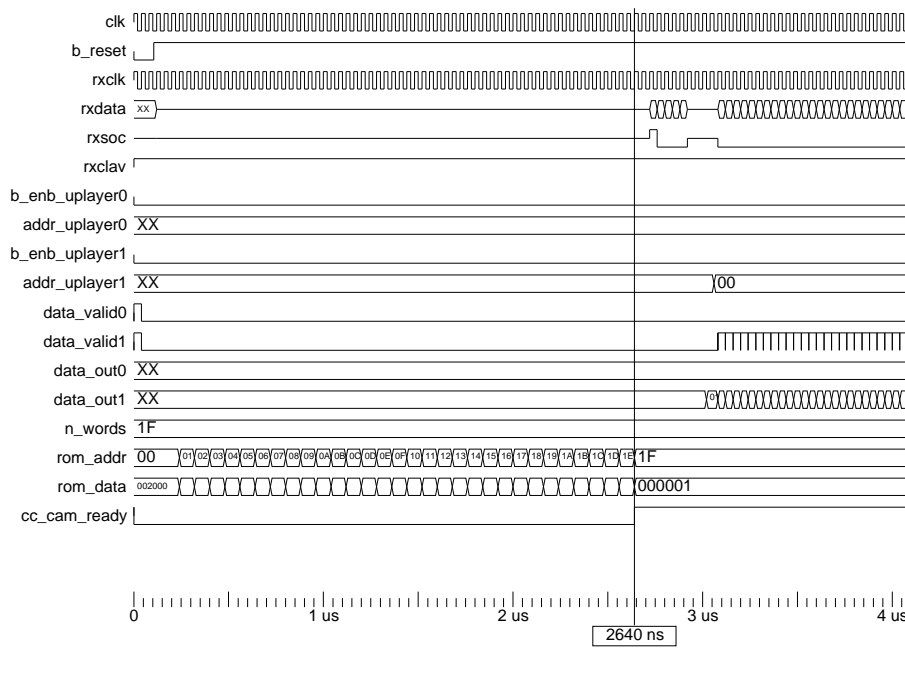 clk
b_reset
rxclk
rxdata XX
rxsoc
rxclav
b_enb_uplayer0
addr_uplayer0 XX
b_enb_uplayer1
addr_uplayer1 XX 00
data_valid0
data_valid1
data_out0 XX
data_out1 XX
n_words 1F
rom_addr 00 01 02 03 04 05 06 07 08 09 0A 0B 0C 0D 0E 0F 10 11 12 13 14 15 16 17 18 19 1A 1B 1C 1D 1E 1F
rom_data 002000 000001
cc_cam_ready
0 1 us 2 us 3 us 4 us
2640 ns